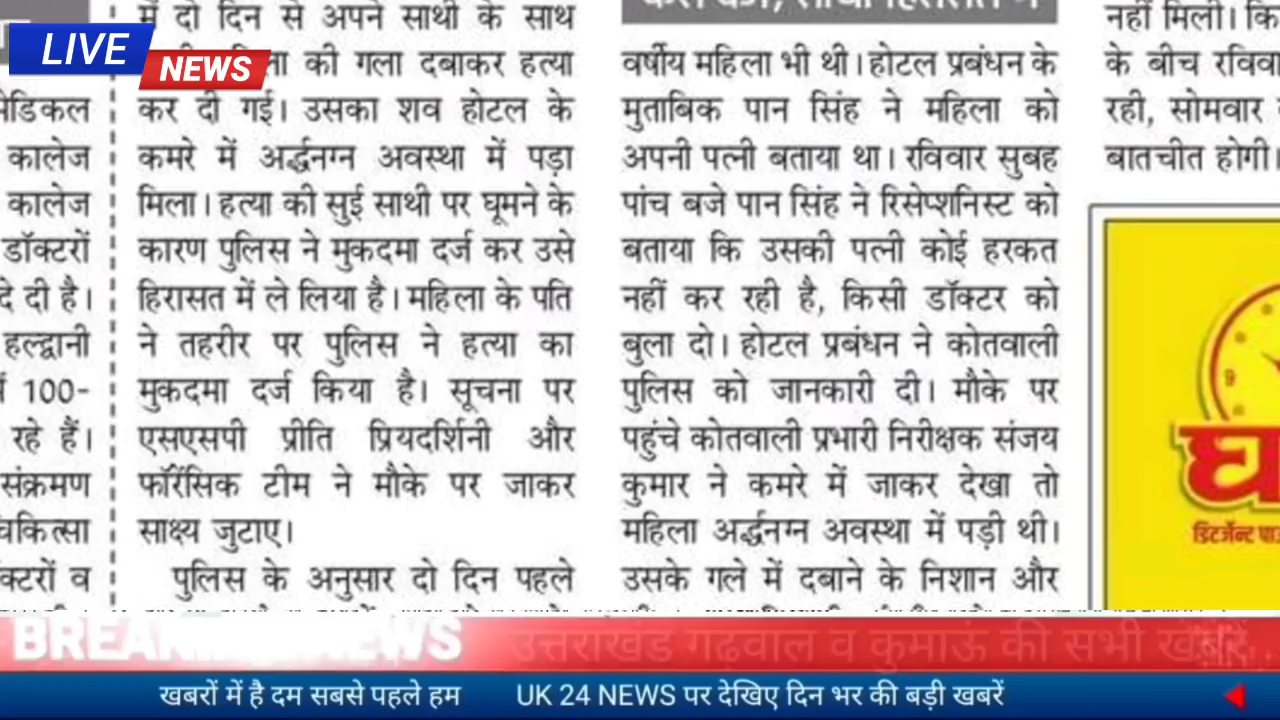 LIVE
NEWS
मेडिकल
कालेज
कालेज
डॉक्टरों
दे दी है।
हल्द्वानी
100-
रहे हैं।
संक्रमण
चिकित्सा
व
में दो दिन से अपने साथी के साथ
की गला दबाकर हत्या
कर दी गई। उसका शव होटल के
कमरे में अर्द्धनग्न अवस्था में पड़ा
मिला। हत्या की सुई साथी पर घूमने के
कारण पुलिस ने मुकदमा दर्ज कर उसे
हिरासत में ले लिया है। महिला के पति
ने तहरीर पर पुलिस ने हत्या का
मुकदमा दर्ज किया है। सूचना पर
एसएसपी प्रीति प्रियदर्शिनी और
फॉरेंसिक टीम ने मौके पर जाकर
साक्ष्य जुटाए।
पुलिस के अनुसार दो दिन पहले
वर्षीय महिला भी थी। होटल प्रबंधन के
मुताबिक पान सिंह ने महिला को
अपनी पत्नी बताया था। रविवार सुबह
पांच बजे पान सिंह ने रिसेप्शनिस्ट को
बताया कि उसकी पत्नी कोई हरकत
नहीं कर रही है, किसी डॉक्टर को
बुला दो। होटल प्रबंधन ने कोतवाली
पुलिस को जानकारी दी। मौके पर
पहुंचे कोतवाली प्रभारी निरीक्षक संजय
कुमार ने कमरे में जाकर देखा तो
महिला अर्द्धनग्न अवस्था में पड़ी थी।
उसके गले में दबाने के निशान और
नहीं मिली।
के बीच
रही, सोमवार
बातचीत होगी।
9
डिटर्जेन्ट
BREAKING NEWS
उत्तराखंड गढ़वाल व कुमाऊं की सभी खबरें
खबरों में है दम सबसे पहले हम UK 24 NEWS पर देखिए दिन भर की बड़ी खबरें